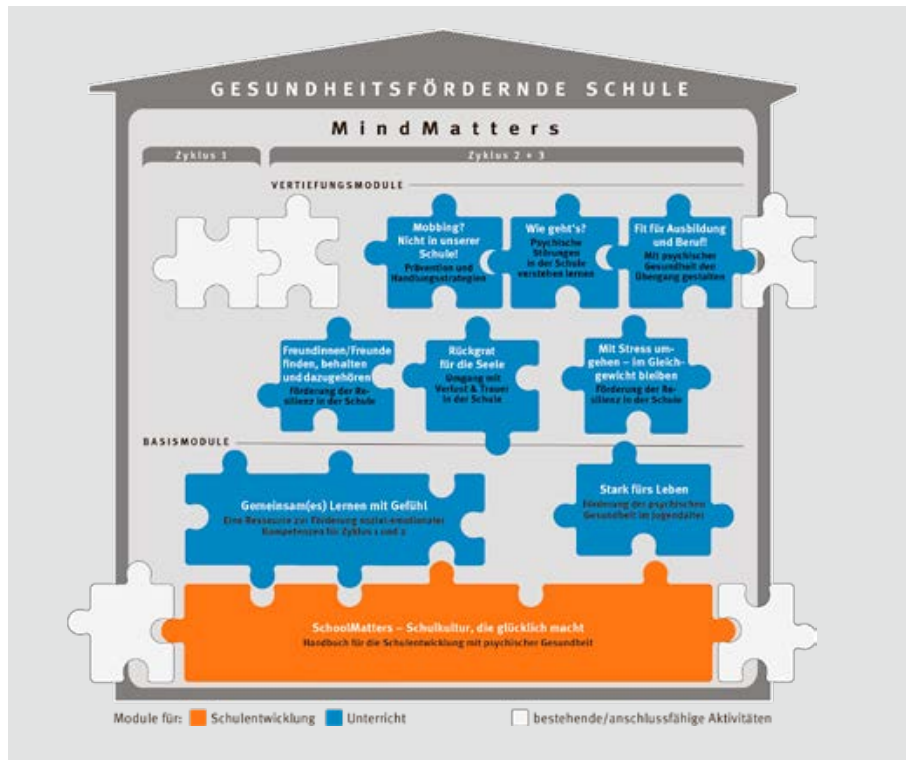 GESUNDHEITSFÖRDERNDE SCHULE
MindMatters
Zyklus 1
Zyklus 2 + 3
VERTIEFUNGSMODULE
Mobbing?
Nicht in unserer
Schule!
Prävention und
Handlungsstrategien
Wie geht's?
Psychische
Störungen
in der Schule
verstehen lernen
Fit für Ausbildung
und Beruf!
Mit psychischer
Gesundheit den
Übergang gestalten
Freundinnen/Freunde
finden, behalten
und dazugehören
Förderung der Re-
silienz in der Schule
Rückgrat
für die Seele
Umgang mit
Verlust & Trauer
in der Schule
Mit Stress um-
gehen – im Gleich-
gewicht bleiben
Förderung der Re-
silienz in der Schule
BASISMODULE
Gemeinsam(es) Lernen mit Gefühl
Eine Ressource zur Förderung sozial-emotionaler
Kompetenzen für Zyklus 1 und 2
Stark fürs Leben
Förderung der psychischen
Gesundheit im Jugendalter
SchoolMatters – Schulkultur, die glücklich macht
Handbuch für die Schulentwicklung mit psychischer Gesundheit
Module für: Schulentwicklung Unterricht bestehende/anschlussfähige Aktivitäten